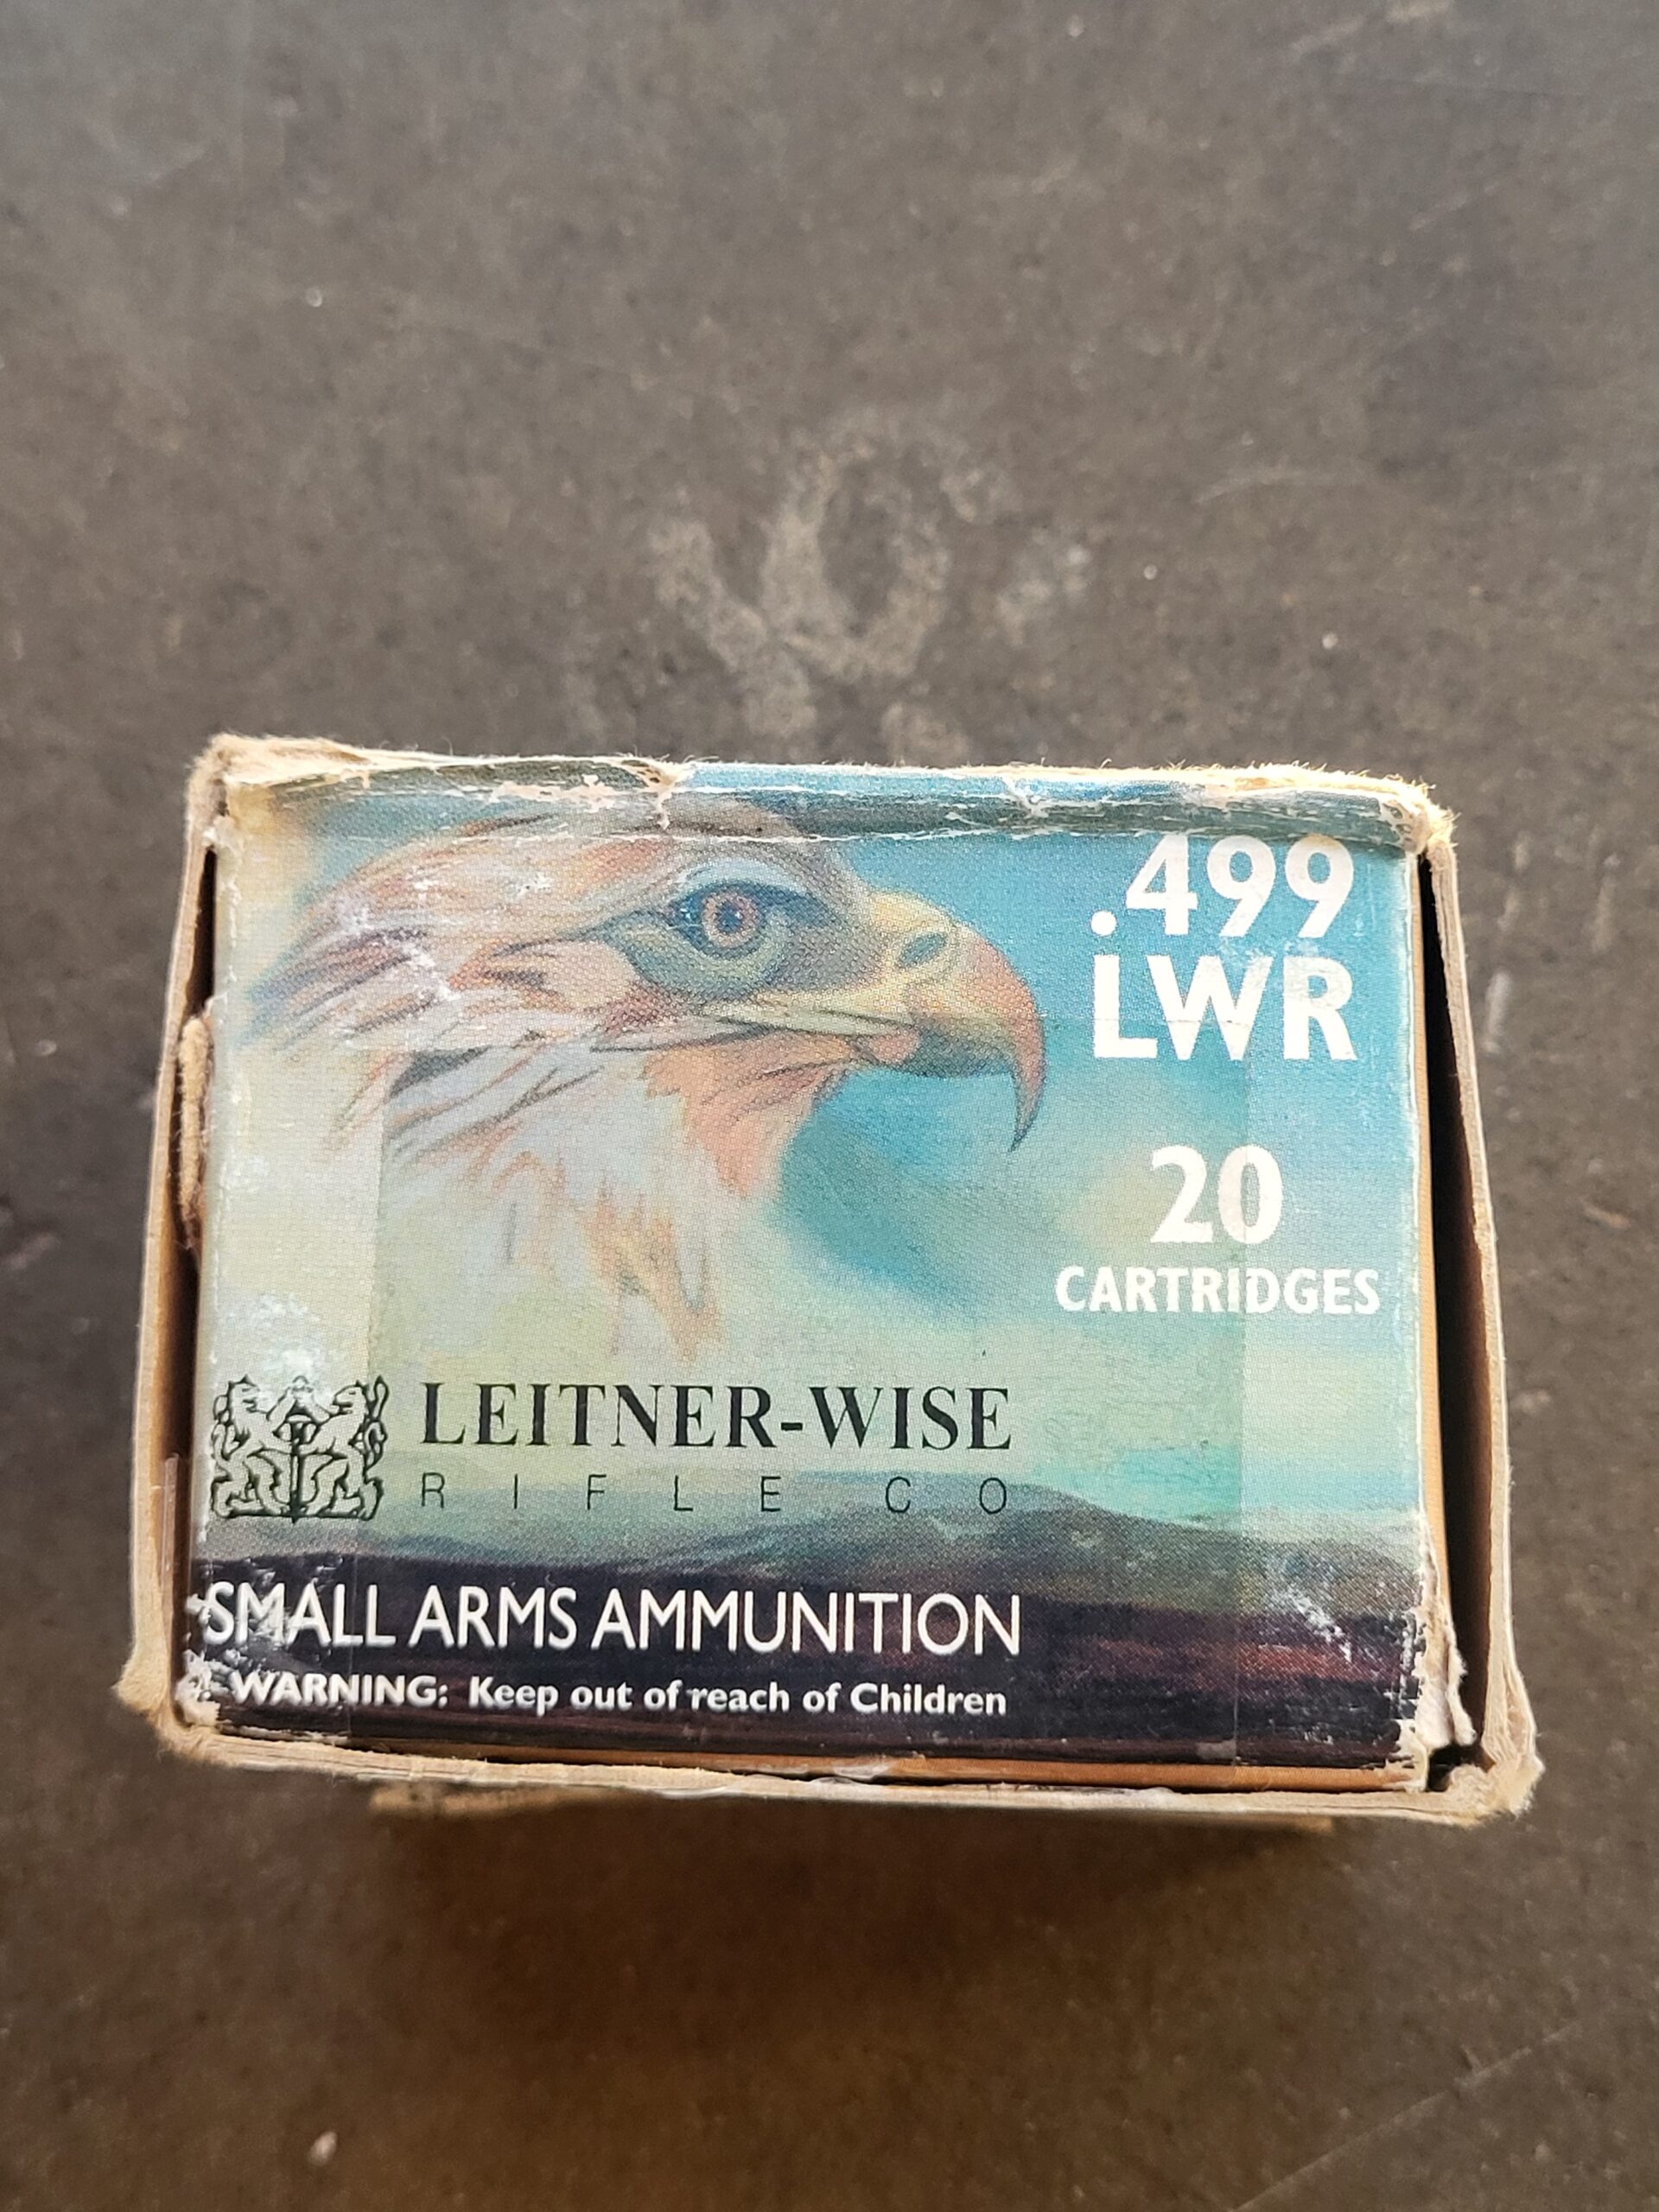 .499
LWR
20
CARTRIDGES
LEITNER-WISE
RIFLE CO
SMALL ARMS AMMUNITION
WARNING: Keep out of reach of Children